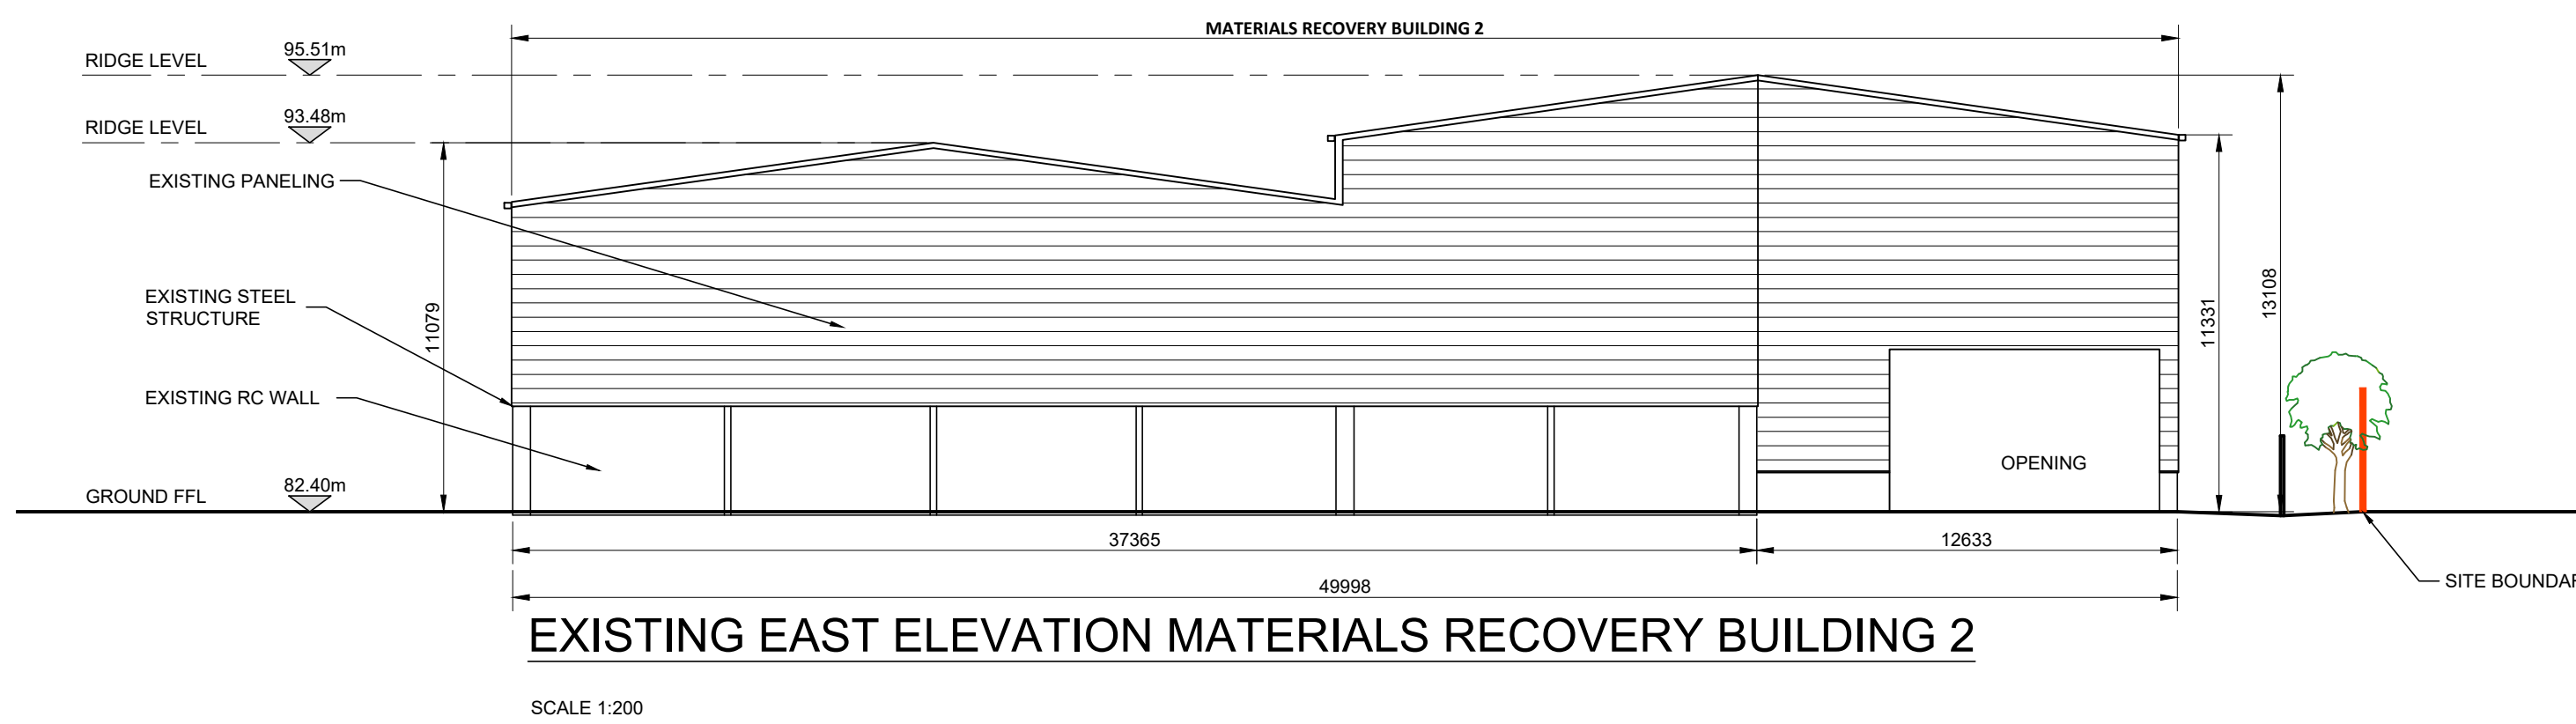 MATERIALS RECOVERY BUILDING 2
RIDGE LEVEL 95.51m
RIDGE LEVEL 93.48m
EXISTING PANELING
EXISTING STEEL
STRUCTURE
11079
11331
13108
EXISTING RC WALL
OPENING
GROUND FFL 82.40m
37365
12633
49998
SITE BOUNDAR
EXISTING EAST ELEVATION MATERIALS RECOVERY BUILDING 2
SCALE 1:200